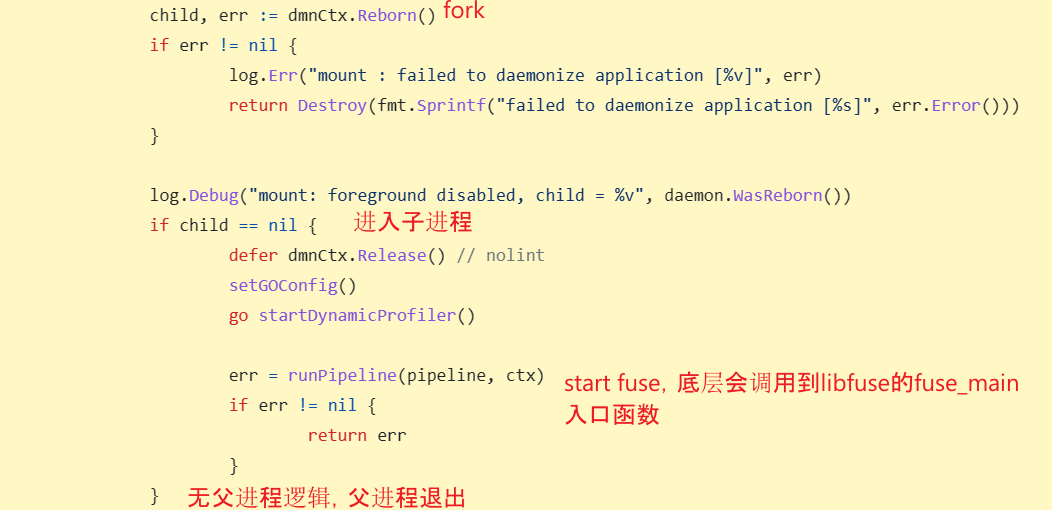 child, err := dmnCtx.Reborn() fork
if err != nil {
log.Err("mount : failed to daemonize application [%v]", err)
return Destroy(fmt.Sprintf("failed to daemonize application [%s]", err.Error()))
}
log.Debug("mount: foreground disabled, child = %v", daemon.WasReborn())
if child == nil { 进入子进程
defer dmnCtx.Release() // nolint
setGOConfig()
go startDynamicProfiler()
err = runPipeline(pipeline, ctx) start fuse，底层会调用到libfuse的fuse_main
if err != nil { 入口函数
return err
}
} 无父进程逻辑，父进程退出